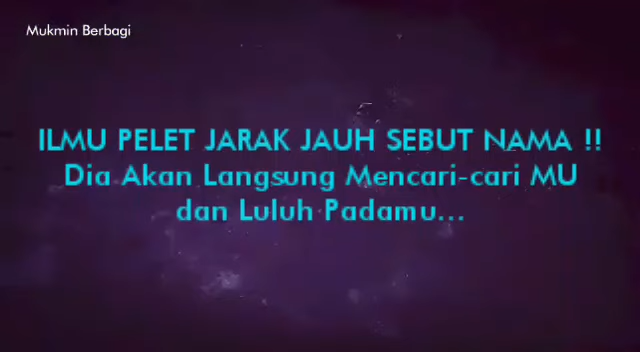 Mukmin Berbagi
ILMU PELET JARAK JAUH SEBUT NAMA !!
Dia Akan Langsung Mencari-cari MU
dan Luluh Padamu...